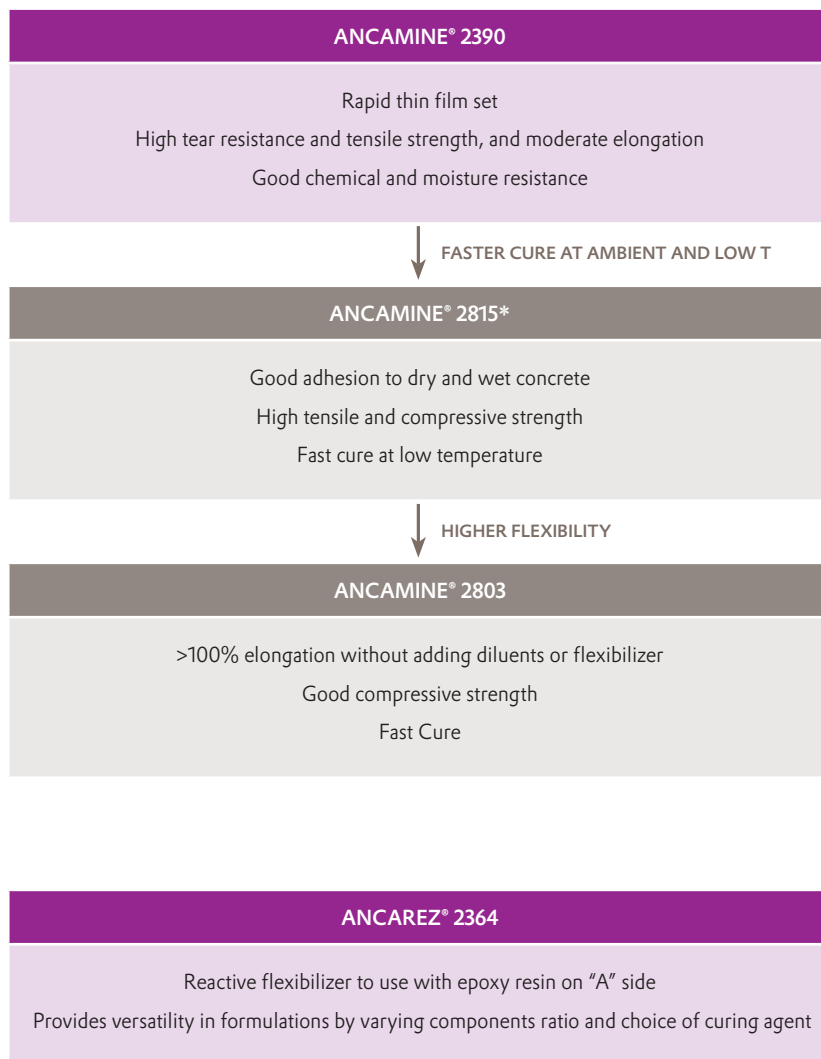 ANCAMINE® 2390
Rapid thin film set
High tear resistance and tensile strength, and moderate elongation
Good chemical and moisture resistance
FASTER CURE AT AMBIENT AND LOW T
ANCAMINE® 2815*
Good adhesion to dry and wet concrete
High tensile and compressive strength
Fast cure at low temperature
HIGHER FLEXIBILITY
ANCAMINE® 2803
>100% elongation without adding diluents or flexibilizer
Good compressive strength
Fast Cure
ANCAREZ® 2364
Reactive flexibilizer to use with epoxy resin on “A” side
Provides versatility in formulations by varying components ratio and choice of curing agent